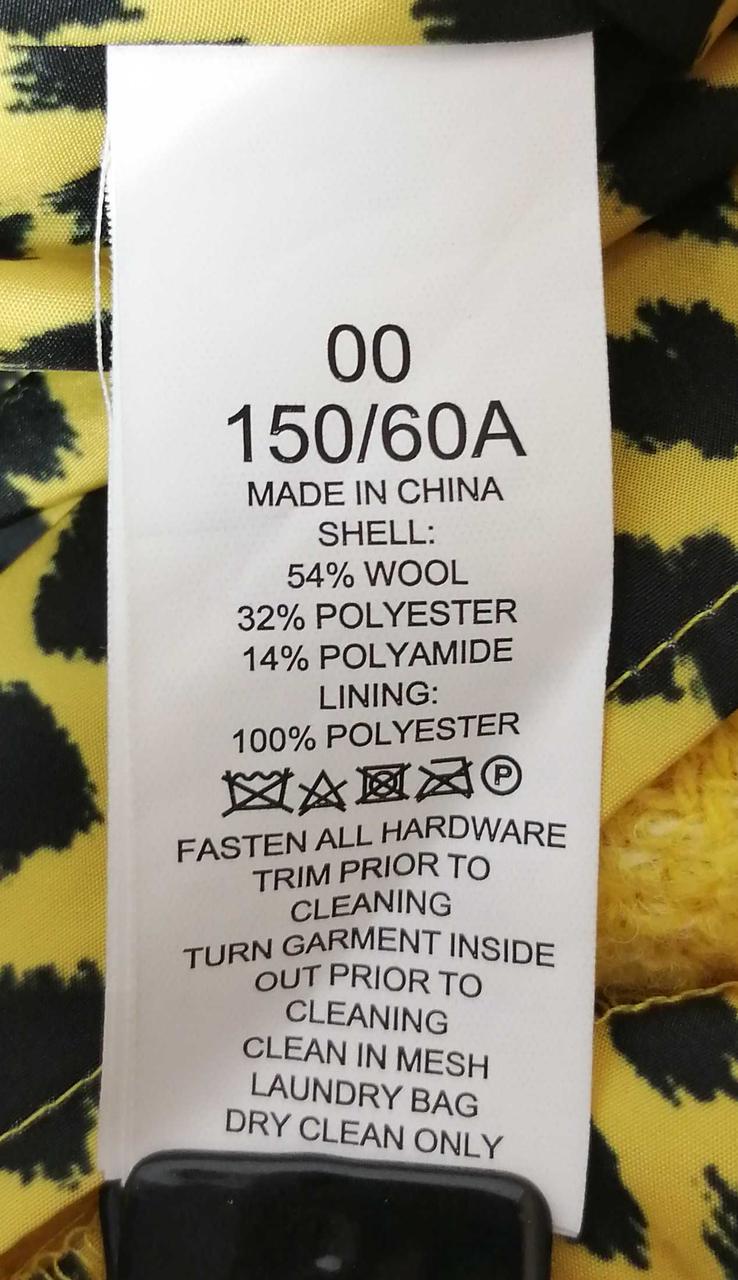 00
150/60A
MADE IN CHINA
SHELL:
54% WOOL
32% POLYESTER
14% POLYAMIDE
LINING:
100% POLYESTER
P
FASTEN ALL HARDWARE
TRIM PRIOR TO
CLEANING
TURN GARMENT INSIDE
OUT PRIOR TO
CLEANING
CLEAN IN MESH
LAUNDRY BAG
DRY CLEAN ONLY